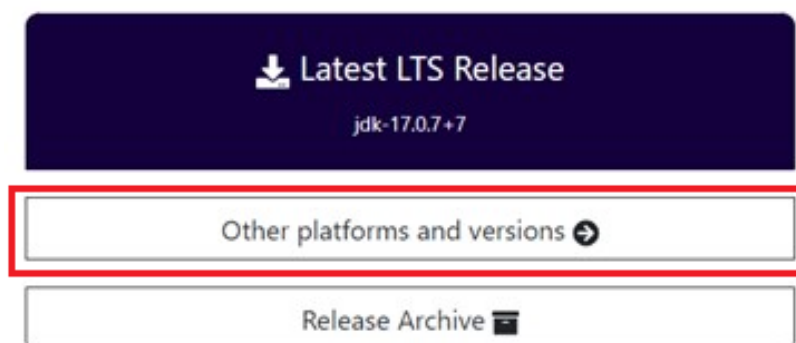 Latest LTS Release
jdk-17.0.7+7
Other platforms and versions
Release Archive